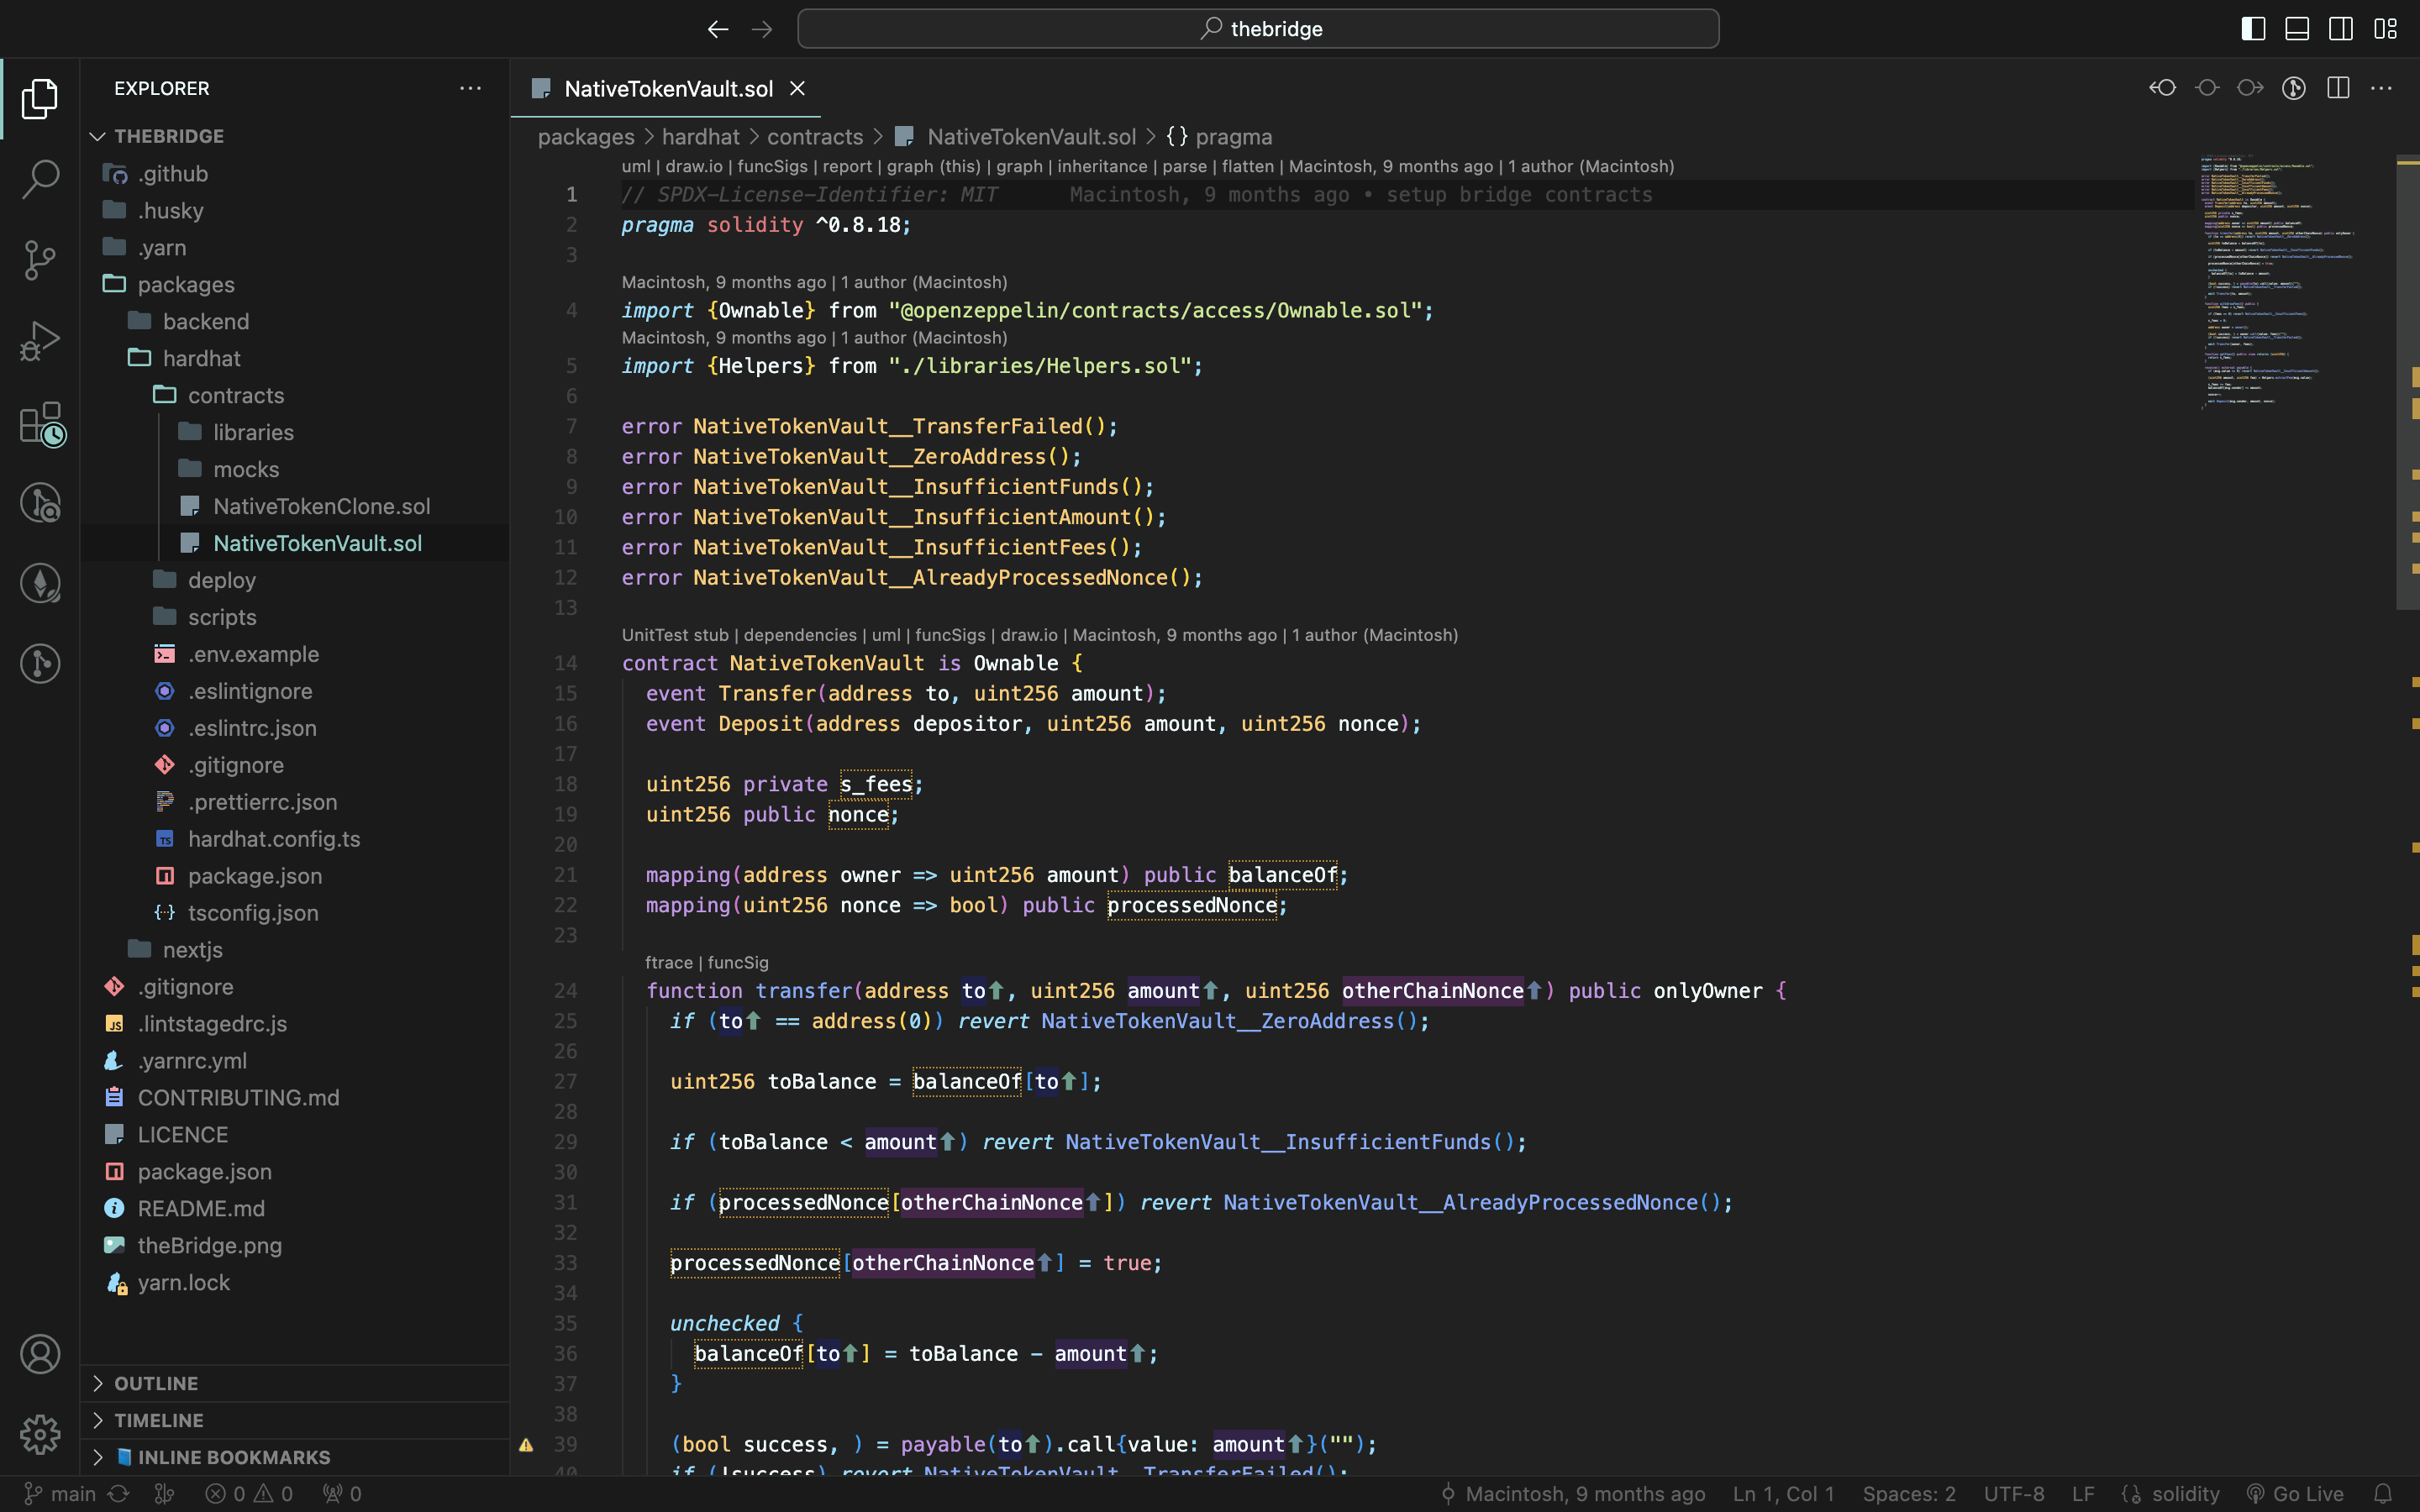 thebridge
EXPLORER
THEBRIDGE
.github
.husky
.yarn
packages
backend
hardhat
contracts
libraries
mocks
NativeTokenClone.sol
NativeTokenVault.sol
deploy
scripts
.env.example
.eslintignore
.eslintrc.json
.gitignore
.prettierrc.json
hardhat.config.ts
package.json
tsconfig.json
nextjs
.gitignore
.lintstagedrc.js
.yarnrc.yml
CONTRIBUTING.md
LICENCE
package.json
README.md
theBridge.png
yarn.lock
OUTLINE
TIMELINE
INLINE BOOKMARKS
NativeTokenVault.sol
packages > hardhat > contracts > NativeTokenVault.sol > {} pragma
uml | draw.io | funcSigs | report | graph (this) | graph | inheritance | parse | flatten | Macintosh, 9 months ago | 1 author (Macintosh)
1 // SPDX-License-Identifier: MIT Macintosh, 9 months ago • setup bridge contracts
2 pragma solidity ^0.8.18;
3
Macintosh, 9 months ago | 1 author (Macintosh)
4 import {Ownable} from "@openzeppelin/contracts/access/Ownable.sol";
Macintosh, 9 months ago | 1 author (Macintosh)
5 import {Helpers} from "./libraries/Helpers.sol";
6
7 error NativeTokenVault__TransferFailed();
8 error NativeTokenVault__ZeroAddress();
9 error NativeTokenVault__InsufficientFunds();
10 error NativeTokenVault__InsufficientAmount();
11 error NativeTokenVault__InsufficientFees();
12 error NativeTokenVault__AlreadyProcessedNonce();
13
UnitTest stub | dependencies | uml | funcSigs | draw.io | Macintosh, 9 months ago | 1 author (Macintosh)
14 contract NativeTokenVault is Ownable {
15 event Transfer(address to, uint256 amount);
16 event Deposit(address depositor, uint256 amount, uint256 nonce);
17
18 uint256 private s_fees;
19 uint256 public nonce;
20
21 mapping(address owner => uint256 amount) public balanceOf;
22 mapping(uint256 nonce => bool) public processedNonce;
23
ftrace | funcSig
24 function transfer(address to⬆, uint256 amount⬆, uint256 otherChainNonce⬆) public onlyOwner {
25 if (to⬆ == address(0)) revert NativeTokenVault__ZeroAddress();
26
27 uint256 toBalance = balanceOf[to⬆];
28
29 if (toBalance < amount⬆) revert NativeTokenVault__InsufficientFunds();
30
31 if (processedNonce[otherChainNonce⬆]) revert NativeTokenVault__AlreadyProcessedNonce();
32
33 processedNonce[otherChainNonce⬆] = true;
34
35 unchecked {
36 balanceOf[to⬆] = toBalance - amount⬆;
37 }
38
39 (bool success, ) = payable(to⬆).call{value: amount⬆}("");
40 if (!success) revert NativeTokenVault__TransferFailed();
main 0 0 0 Macintosh, 9 months ago Ln 1, Col 1 Spaces: 2 UTF-8 LF solidity Go Live